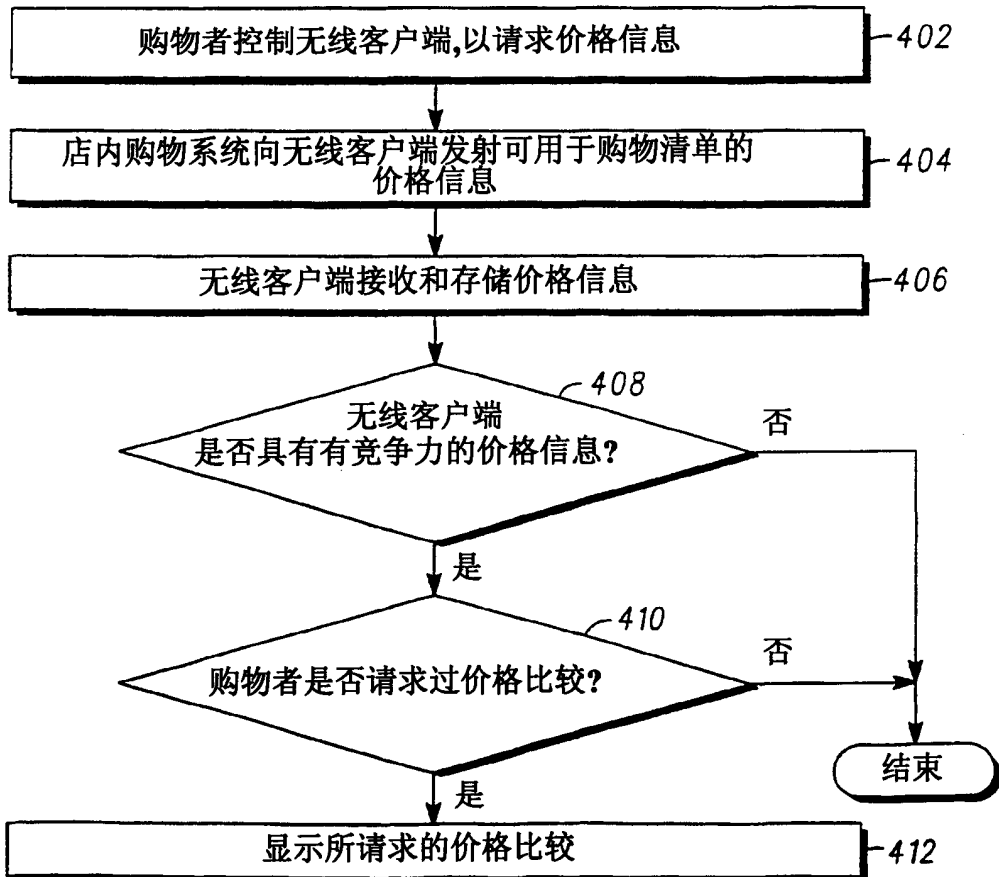 购物者控制无线客户端,以请求价格信息
402
店内购物系统向无线客户端发射可用于购物清单的
价格信息
404
无线客户端接收和存储价格信息
406
408
无线客户端
是否具有有竞争力的价格信息?
否
是
410
购物者是否请求过价格比较?
否
结束
是
显示所请求的价格比较
412